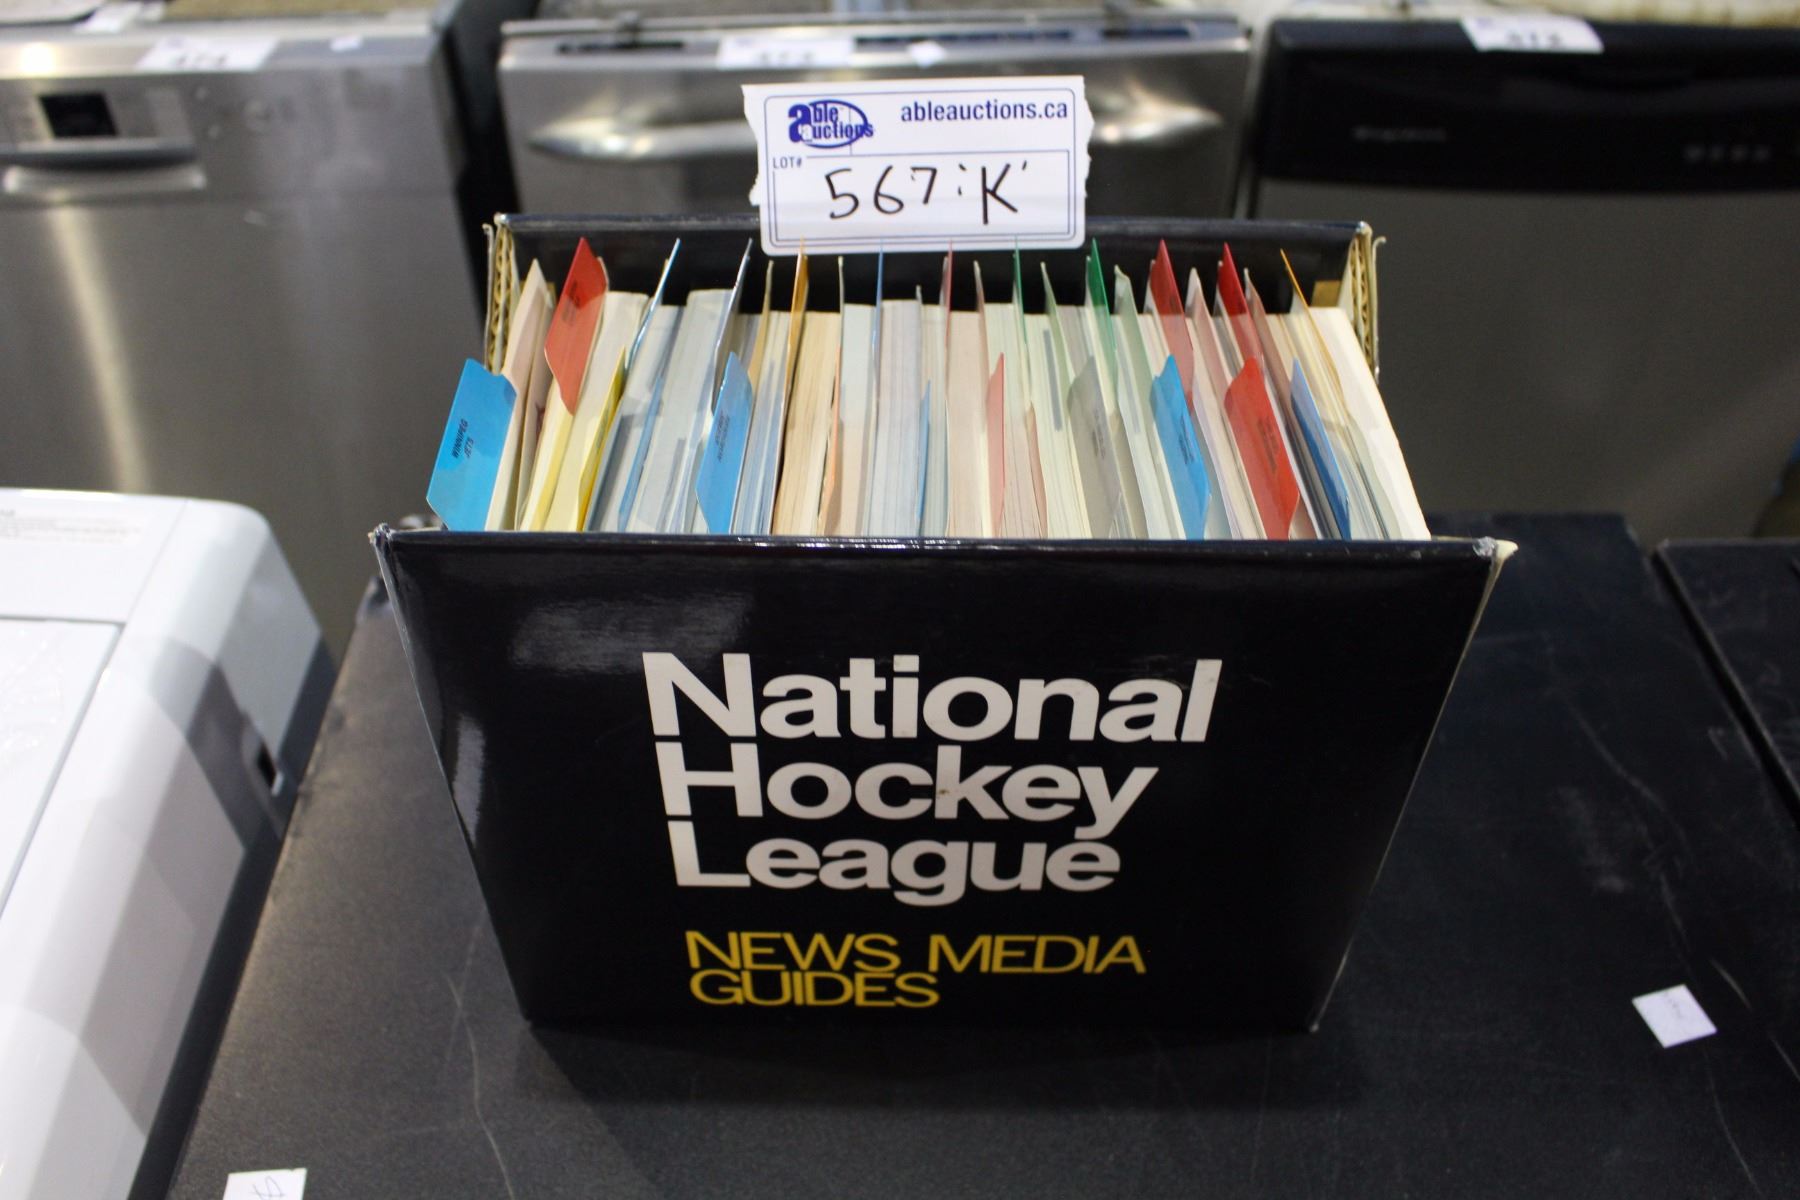 able auctions
ableauctions.ca
LOT#
567 'K'
WINNIPEG
JETS
National
Hockey
League
NEWS MEDIA
GUIDES